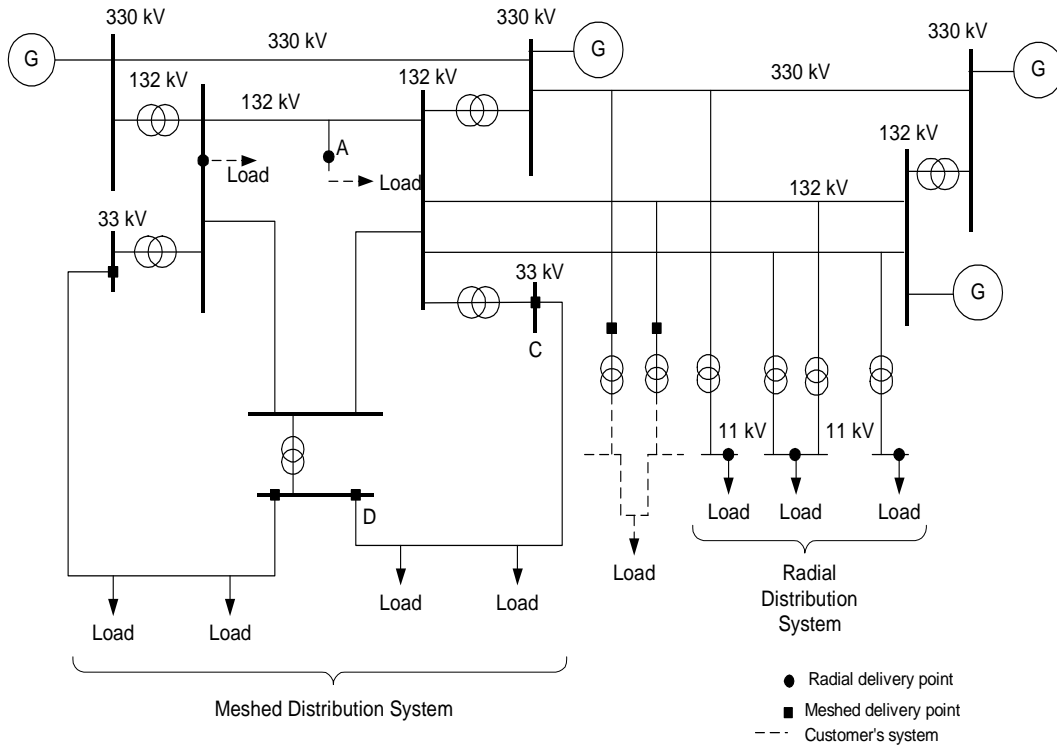 330 kV
330 kV
330 kV
330 kV
330 kV
G
G
G
132 kV
132 kV
132 kV
132 kV
A
Load
Load
132 kV
33 kV
33 kV
G
C
11 kV
11 kV
D
Load
Load
Load
Load
Load
Load
Load
Load
Radial
Distribution
System
Meshed Distribution System
Radial delivery point
Meshed delivery point
Customer's system